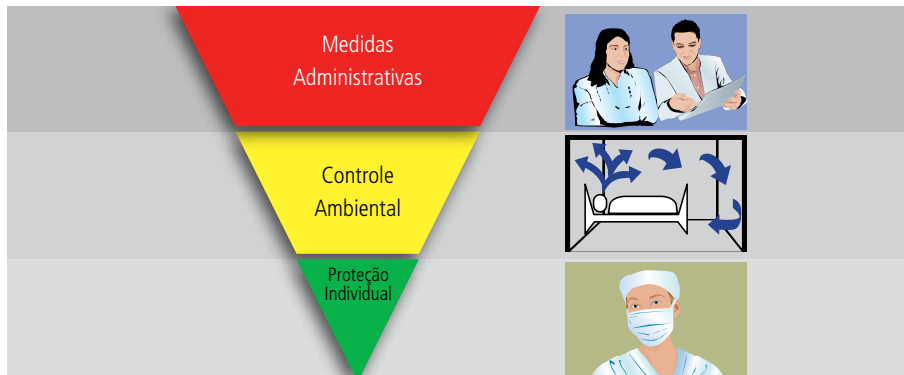 Medidas
Administrativas
Controle
Ambiental
Proteção
Individual